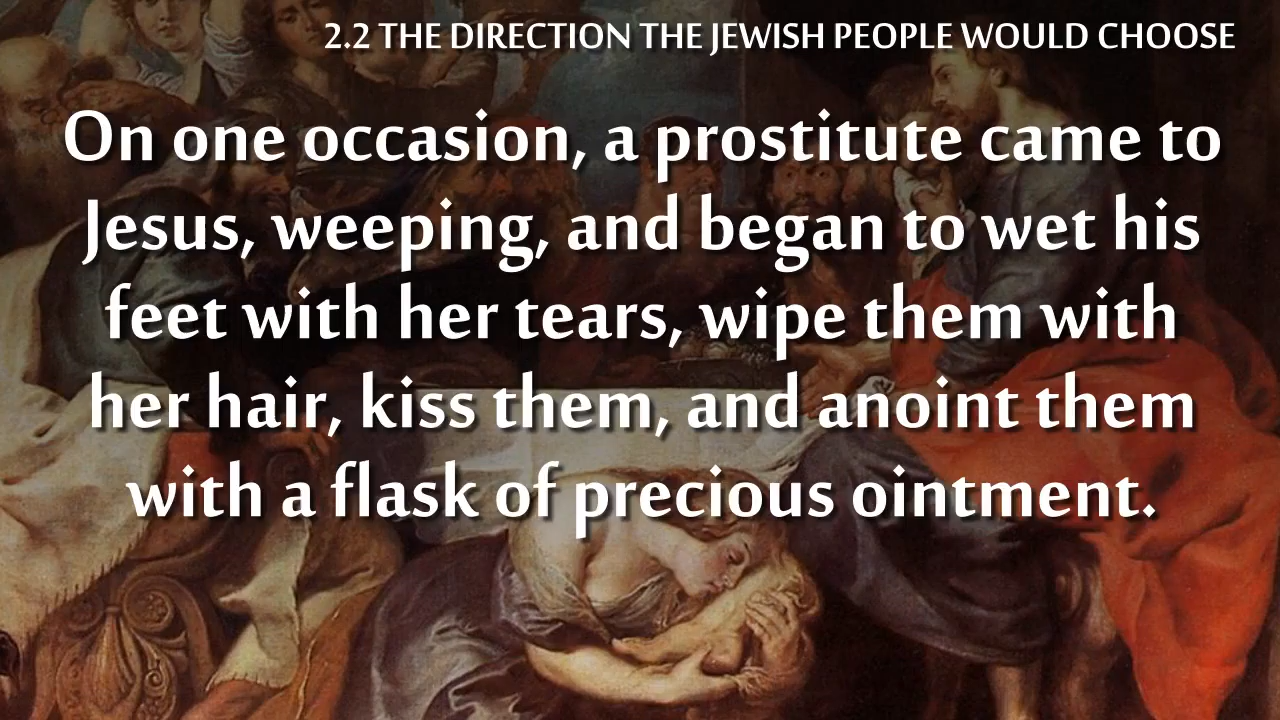 2.2 THE DIRECTION THE JEWISH PEOPLE WOULD CHOOSE
On one occasion, a prostitute came to
Jesus, weeping, and began to wet his
feet with her tears, wipe them with
her hair, kiss them, and anoint them
with a flask of precious ointment.